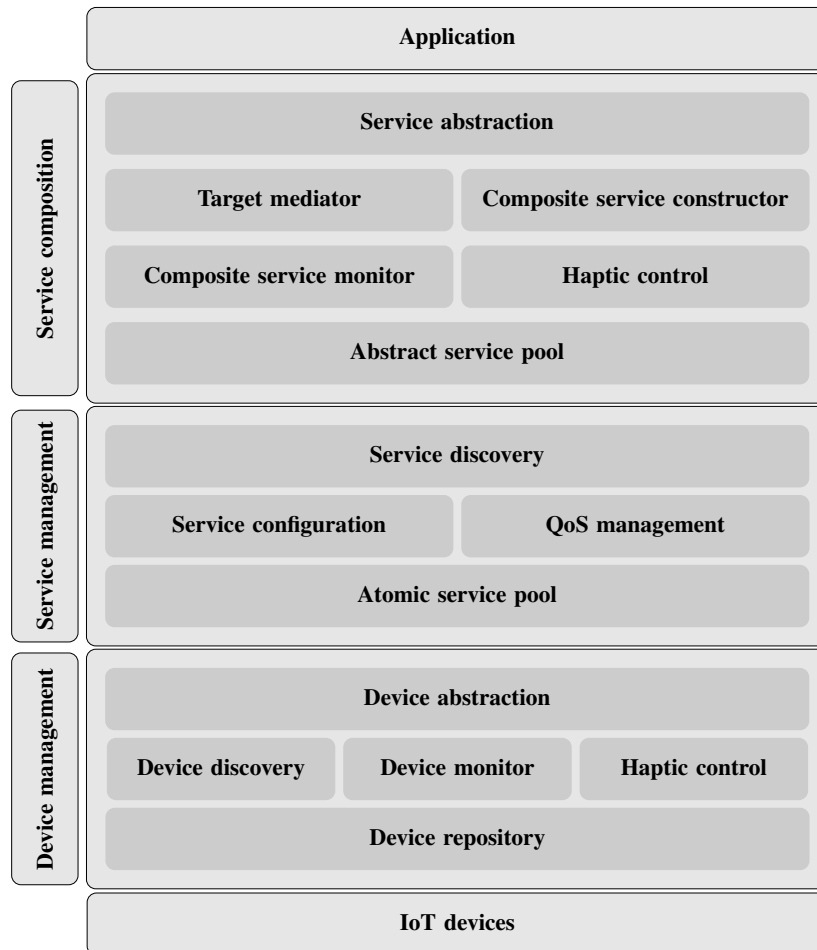 Application
Service composition
Service abstraction
Target mediator
Composite service constructor
Composite service monitor
Haptic control
Abstract service pool
Service management
Service discovery
Service configuration
QoS management
Atomic service pool
Device management
Device abstraction
Device discovery
Device monitor
Haptic control
Device repository
IoT devices